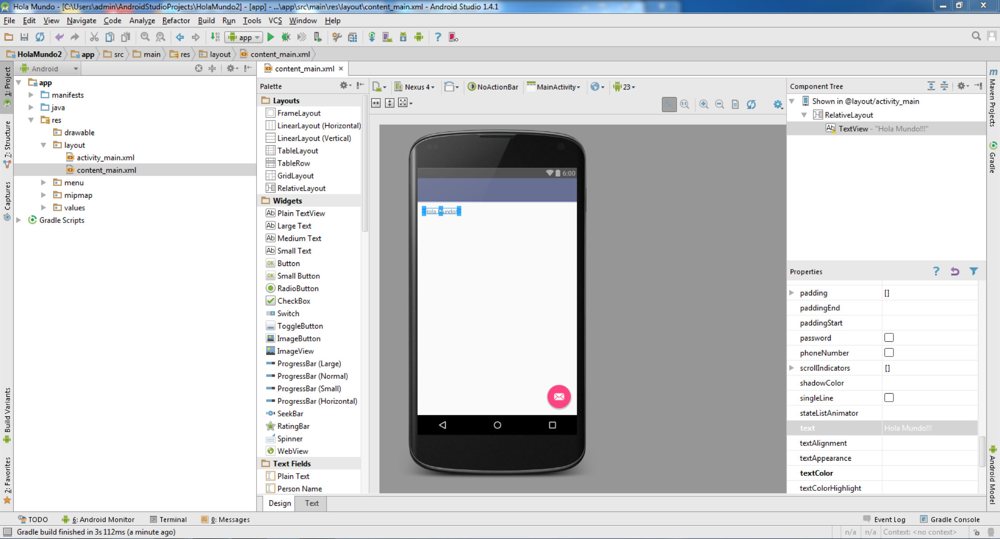 Hola Mundo - [C:\Users\admin\AndroidStudioProjects\HolaMundo2] - [app] - ...\app\src\main\res\layout\content_main.xml - Android Studio 1.4.1
File Edit View Navigate Code Analyze Refactor Build Run Tools VCS Window Help
app
HolaMundo2 app src main res layout content_main.xml
1: Project
7: Structure
Captures
Build Variants
2: Favorites
Android
app
manifests
java
res
drawable
layout
activity_main.xml
content_main.xml
menu
mipmap
values
Gradle Scripts
content_main.xml
Palette
Layouts
FrameLayout
LinearLayout (Horizontal)
LinearLayout (Vertical)
TableLayout
TableRow
GridLayout
RelativeLayout
Widgets
Ab Plain TextView
Ab Large Text
Ab Medium Text
Ab Small Text
OK Button
OK Small Button
RadioButton
CheckBox
Switch
ToggleButton
ImageButton
ImageView
ProgressBar (Large)
ProgressBar (Normal)
ProgressBar (Small)
ProgressBar (Horizontal)
SeekBar
RatingBar
Spinner
WebView
Text Fields
Plain Text
Person Name
Design Text
Nexus 4 NoActionBar MainActivity 23
1:1
6:00
Hola Mundo!
Component Tree
Shown in @layout/activity_main
RelativeLayout
Ab TextView - "Hola Mundo!!!"
Properties
padding []
paddingEnd
paddingStart
password
phoneNumber
scrollIndicators []
shadowColor
singleLine
stateListAnimator
text Hola Mundo!!!
textAlignment
textAppearance
textColor
textColorHighlight
m Maven Projects
Gradle
Android Model
TODO 6: Android Monitor Terminal 0: Messages Event Log Gradle Console
Gradle build finished in 3s 112ms (a minute ago) n/a n/a Context: <no context>